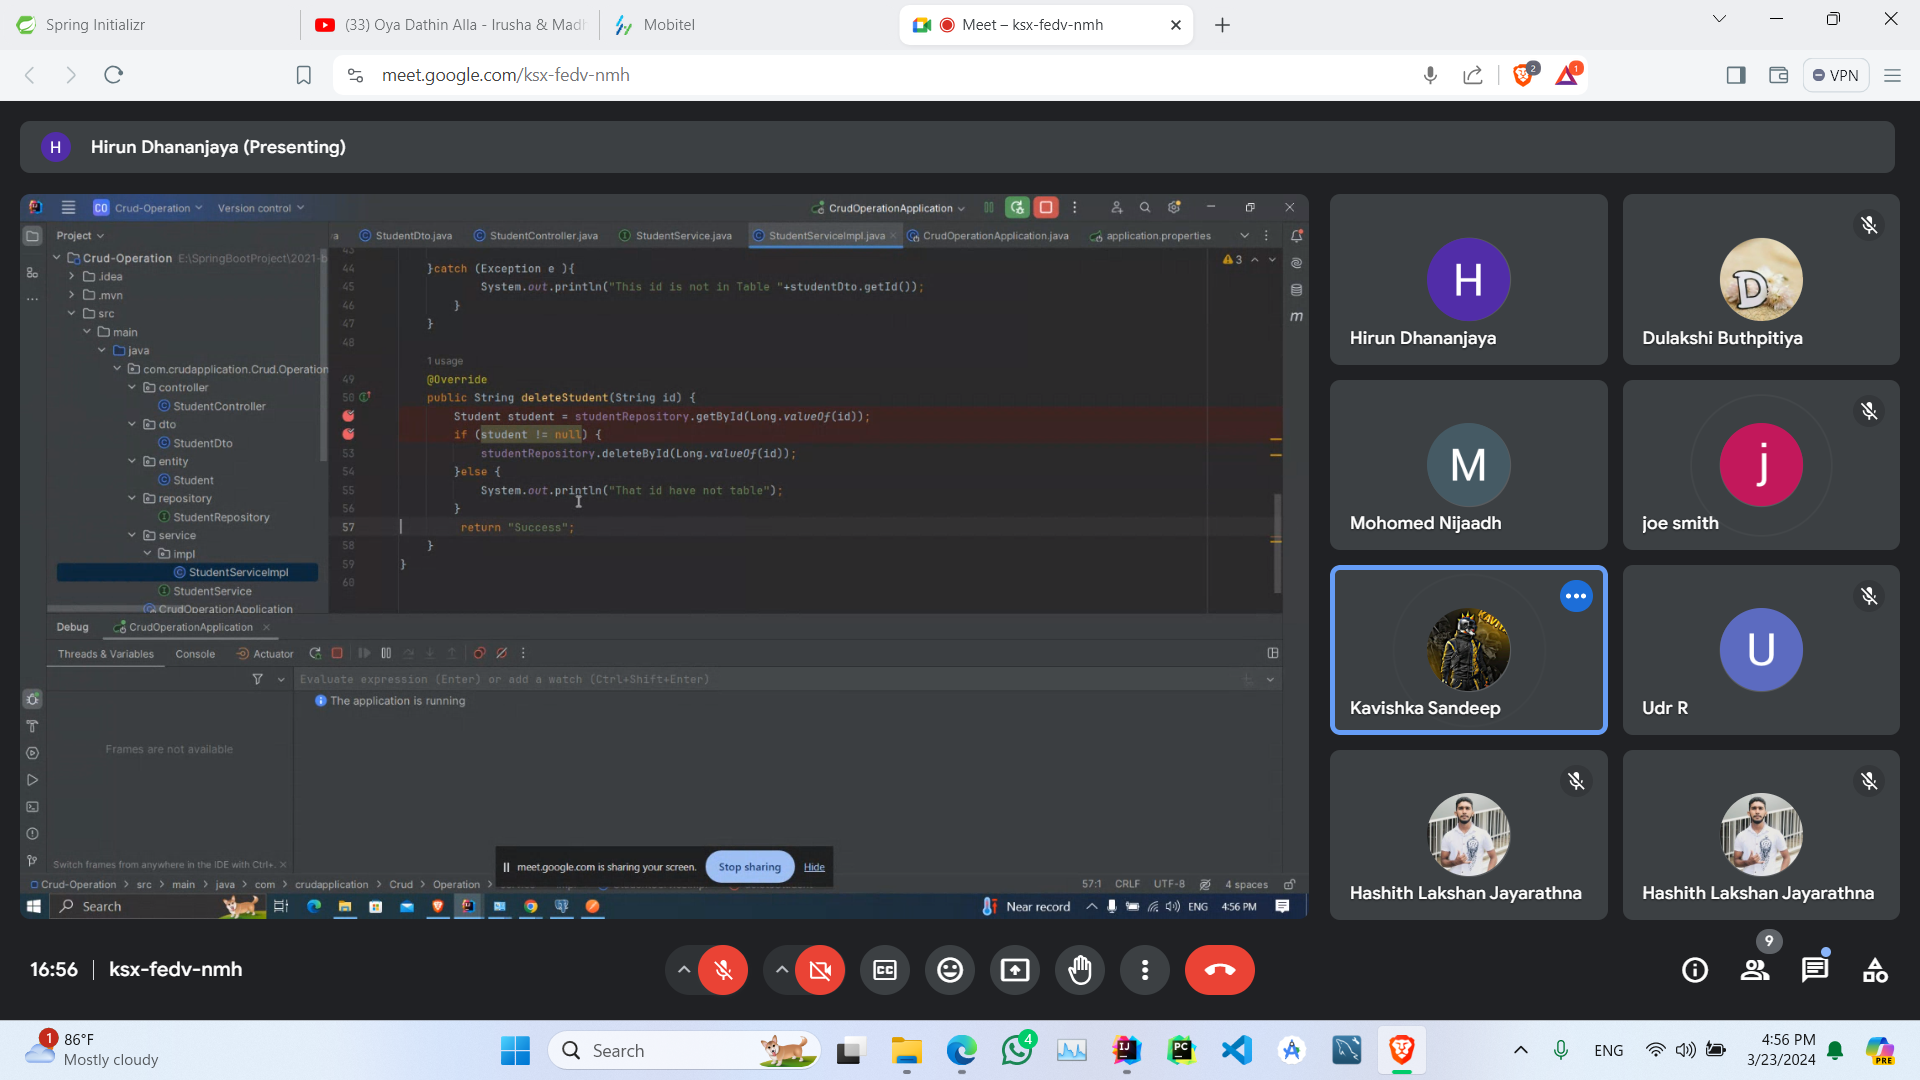 Spring Initializr
(33) Oya Dathin Alla - Irusha & Madh
Mobitel
Meet – ksx-fedv-nmh
meet.google.com/ksx-fedv-nmh
2
1
VPN
H
Hirun Dhananjaya (Presenting)
CO Crud-Operation
Version control
CrudOperationApplication
Project
StudentDto.java
StudentController.java
StudentService.java
StudentServiceImpl.java
CrudOperationApplication.java
application.properties
Crud-Operation E:\SpringBootProject\2021-b
.idea
.mvn
src
main
java
com.crudapplication.Crud.Operation
controller
StudentController
dto
StudentDto
entity
Student
repository
StudentRepository
service
impl
StudentServiceImpl
StudentService
CrudOperationApplication
3
43
44 }catch (Exception e ){
45 System.out.println("This id is not in Table "+studentDto.getId());
46 }
47 }
48
1 usage
49 @Override
50 public String deleteStudent(String id) {
Student student = studentRepository.getById(Long.valueOf(id));
if (student != null) {
53 studentRepository.deleteById(Long.valueOf(id));
54 }else {
55 System.out.println("That id have not table");
56 }
57 return "Success";
58 }
59 }
60
Debug
CrudOperationApplication
Threads & Variables
Console
Actuator
Evaluate expression (Enter) or add a watch (Ctrl+Shift+Enter)
The application is running
Frames are not available
Switch frames from anywhere in the IDE with Ctrl+.
meet.google.com is sharing your screen.
Stop sharing
Hide
Crud-Operation > src > main > java > com > crudapplication > Crud > Operation >
57:1 CRLF UTF-8 4 spaces
Search
Near record
ENG
4:56 PM
H
Hirun Dhananjaya
D
Dulakshi Buthpitiya
M
Mohomed Nijaadh
j
joe smith
Kavishka Sandeep
U
Udr R
Hashith Lakshan Jayarathna
Hashith Lakshan Jayarathna
16:56 | ksx-fedv-nmh
CC
9
1
86°F
Mostly cloudy
Search
4
IJ
PC
ENG
4:56 PM
3/23/2024
PRE